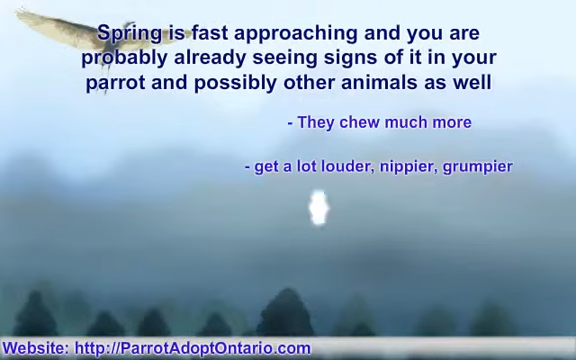 Spring is fast approaching and you are
probably already seeing signs of it in your
parrot and possibly other animals as well
- They chew much more
- get a lot louder, nippier, grumpier
Website: http://ParrotAdoptOntario.com